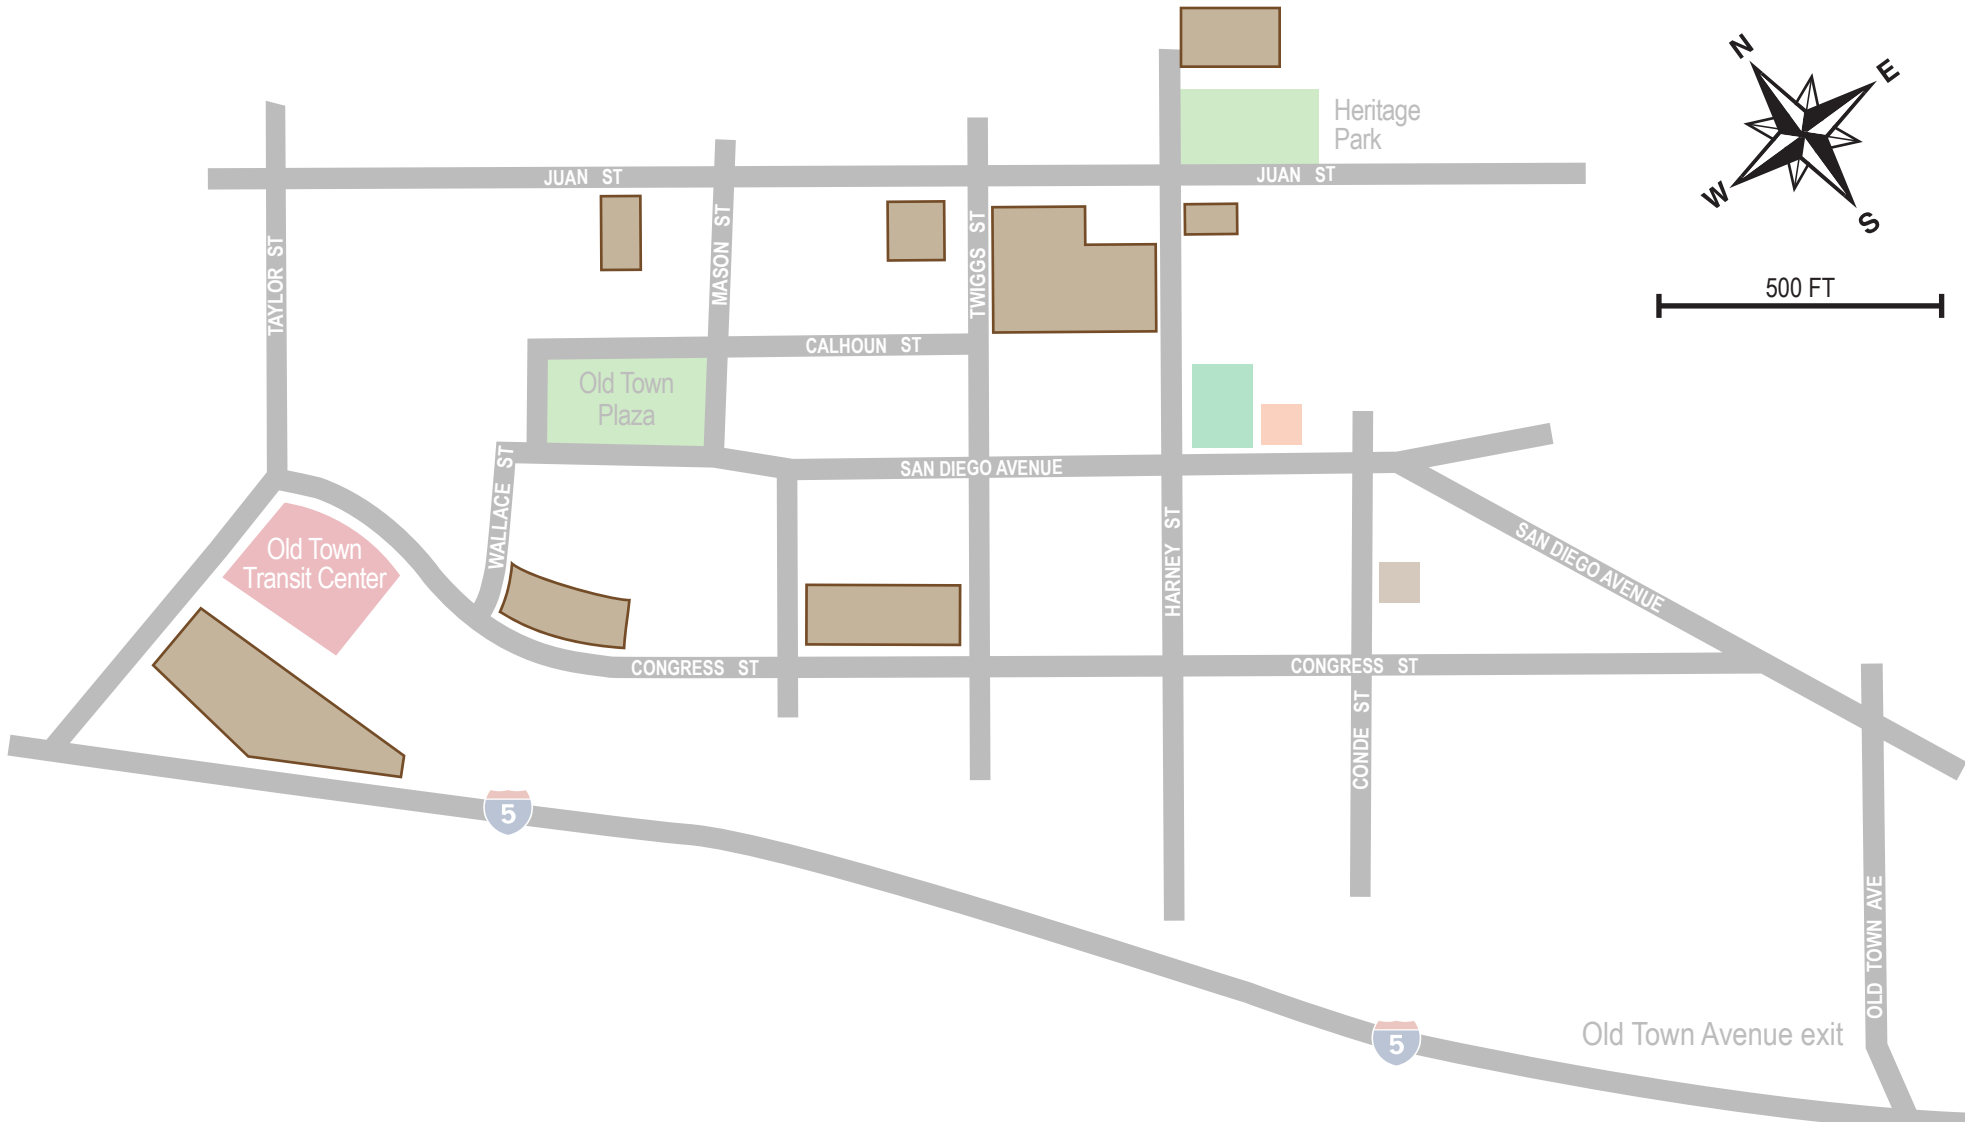 N
E
Heritage
Park
JUAN ST
JUAN ST
W
S
TAYLOR ST
MASON ST
TWIGGS ST
500 FT
CALHOUN ST
Old Town
Plaza
SAN DIEGO AVENUE
WALLACE ST
HARNEY ST
SAN DIEGO AVENUE
Old Town
Transit Center
CONGRESS ST
CONGRESS ST
CONDE ST
5
OLD TOWN AVE
Old Town Avenue exit
5